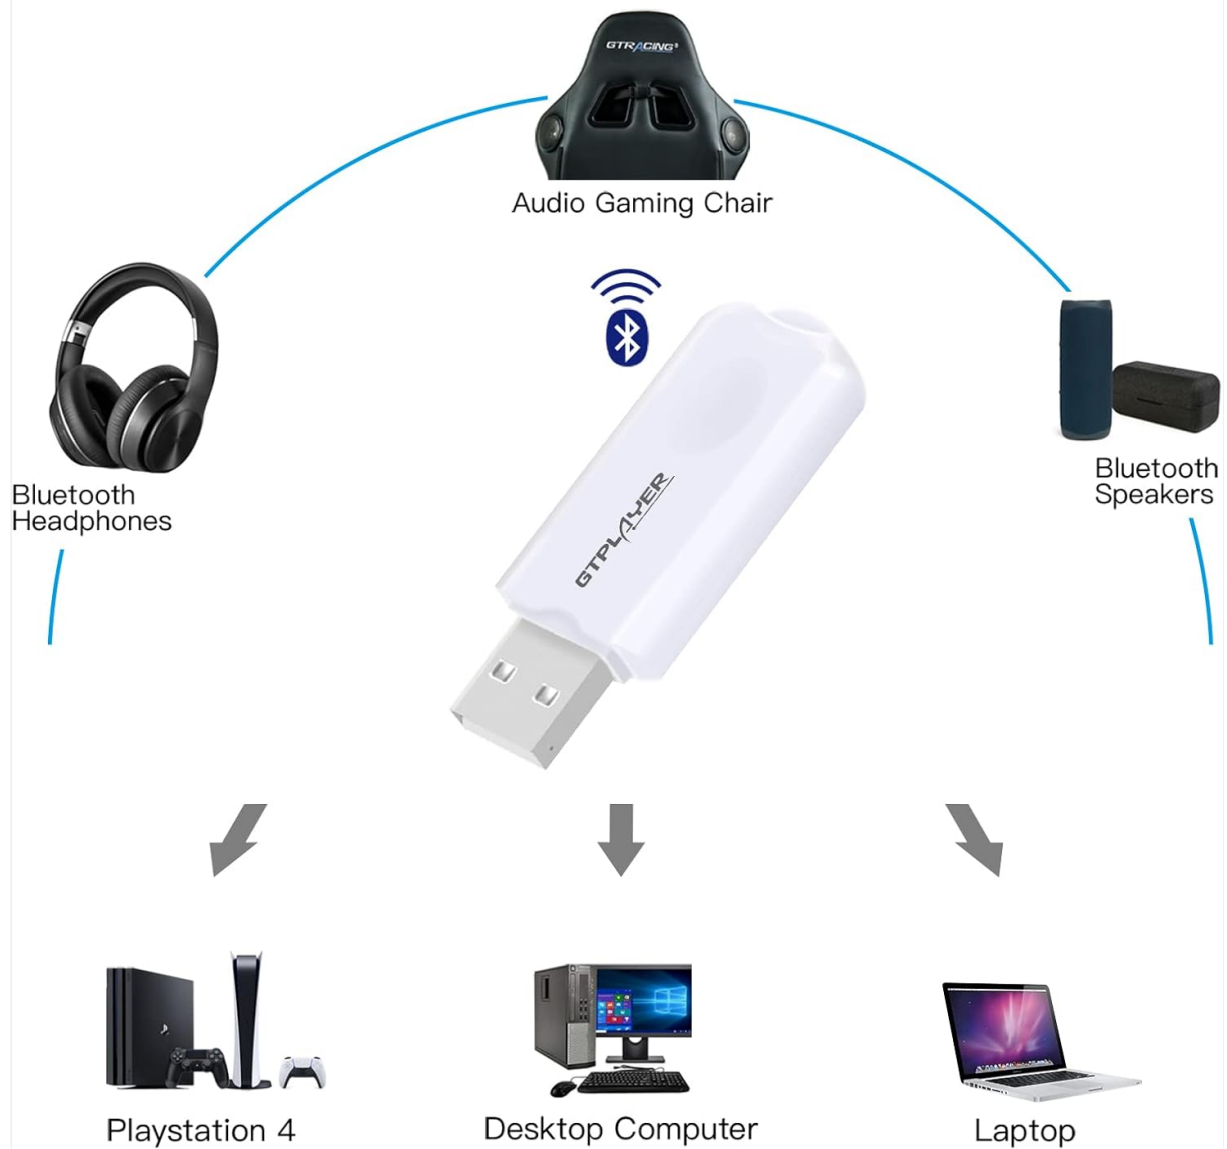 GTRACING
Audio Gaming Chair
Bluetooth
Headphones
Bluetooth
Speakers
GTPLAYER
Playstation 4
Desktop Computer
Laptop